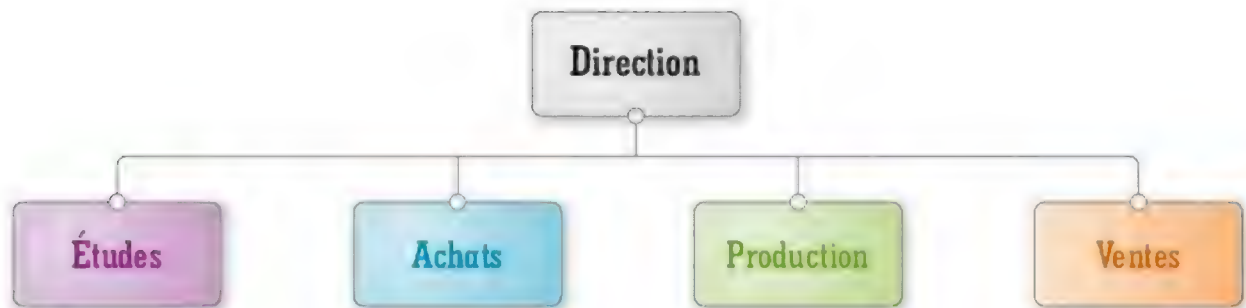 Direction
Études
Achats
Production
Ventes